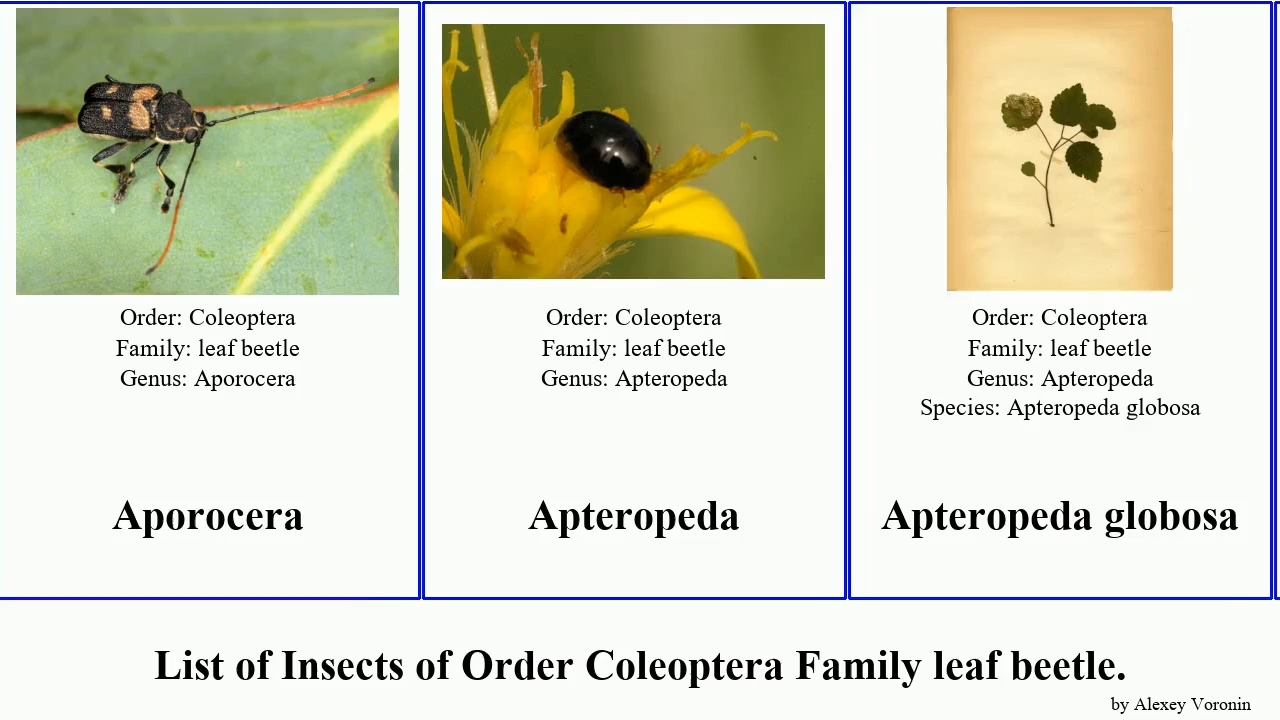 Order: Coleoptera
Family: leaf beetle
Genus: Aporocera
Aporocera
Order: Coleoptera
Family: leaf beetle
Genus: Apteropeda
Apteropeda
Order: Coleoptera
Family: leaf beetle
Genus: Apteropeda
Species: Apteropeda globosa
Apteropeda globosa
List of Insects of Order Coleoptera Family leaf beetle.
by Alexey Voronin